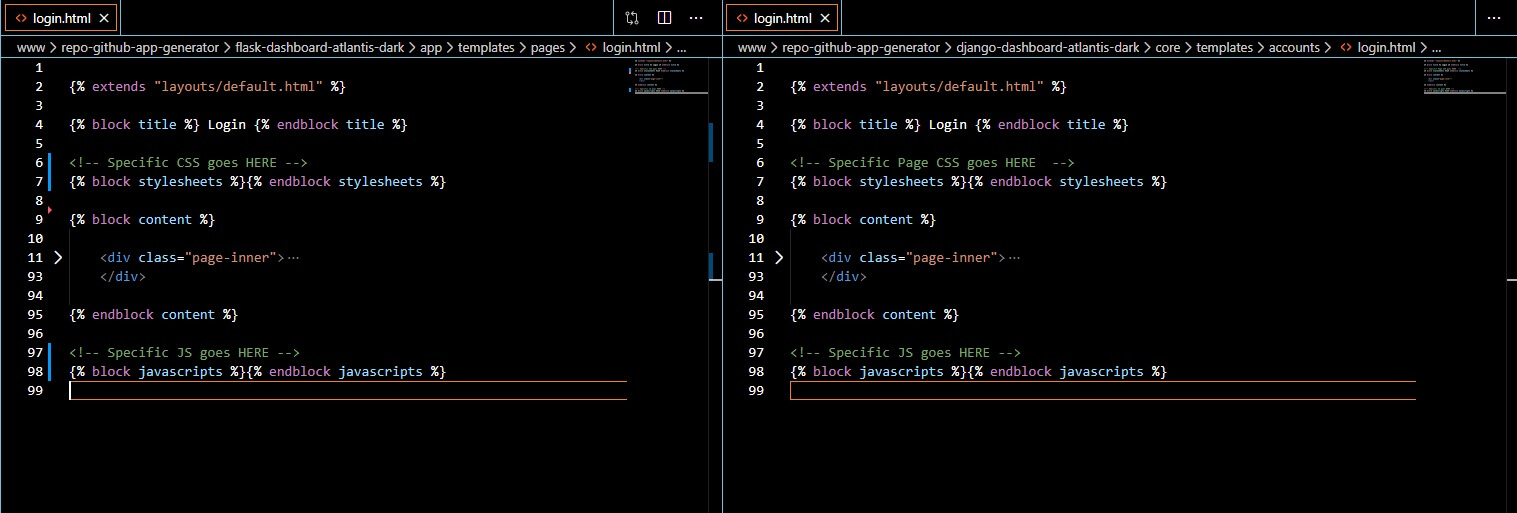 login.html
www > repo-github-app-generator > flask-dashboard-atlantis-dark > app > templates > pages > login.html > ...
1
2 {% extends "layouts/default.html" %}
3
4 {% block title %} Login {% endblock title %}
5
6 <!-- Specific CSS goes HERE -->
7 {% block stylesheets %}{% endblock stylesheets %}
8
9 {% block content %}
10
11 <div class="page-inner">...
93 </div>
94
95 {% endblock content %}
96
97 <!-- Specific JS goes HERE -->
98 {% block javascripts %}{% endblock javascripts %}
99
login.html
www > repo-github-app-generator > django-dashboard-atlantis-dark > core > templates > accounts > login.html > ...
1
2 {% extends "layouts/default.html" %}
3
4 {% block title %} Login {% endblock title %}
5
6 <!-- Specific Page CSS goes HERE  -->
7 {% block stylesheets %}{% endblock stylesheets %}
8
9 {% block content %}
10
11 <div class="page-inner">...
93 </div>
94
95 {% endblock content %}
96
97 <!-- Specific JS goes HERE -->
98 {% block javascripts %}{% endblock javascripts %}
99